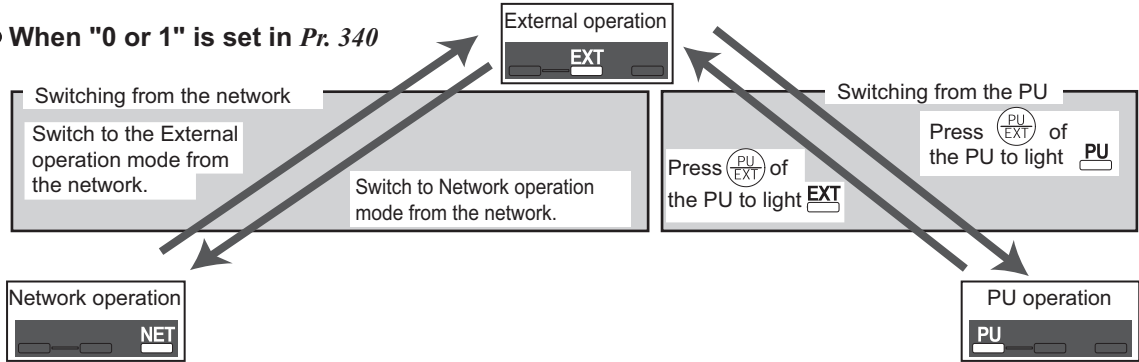 When "0 or 1" is set in Pr. 340
External operation
EXT
Switching from the network
Switch to the External
operation mode from
the network.
Switch to Network operation
mode from the network.
Switching from the PU
Press PU/EXT of
the PU to light EXT
Press PU/EXT of
the PU to light PU
Network operation
NET
PU operation
PU